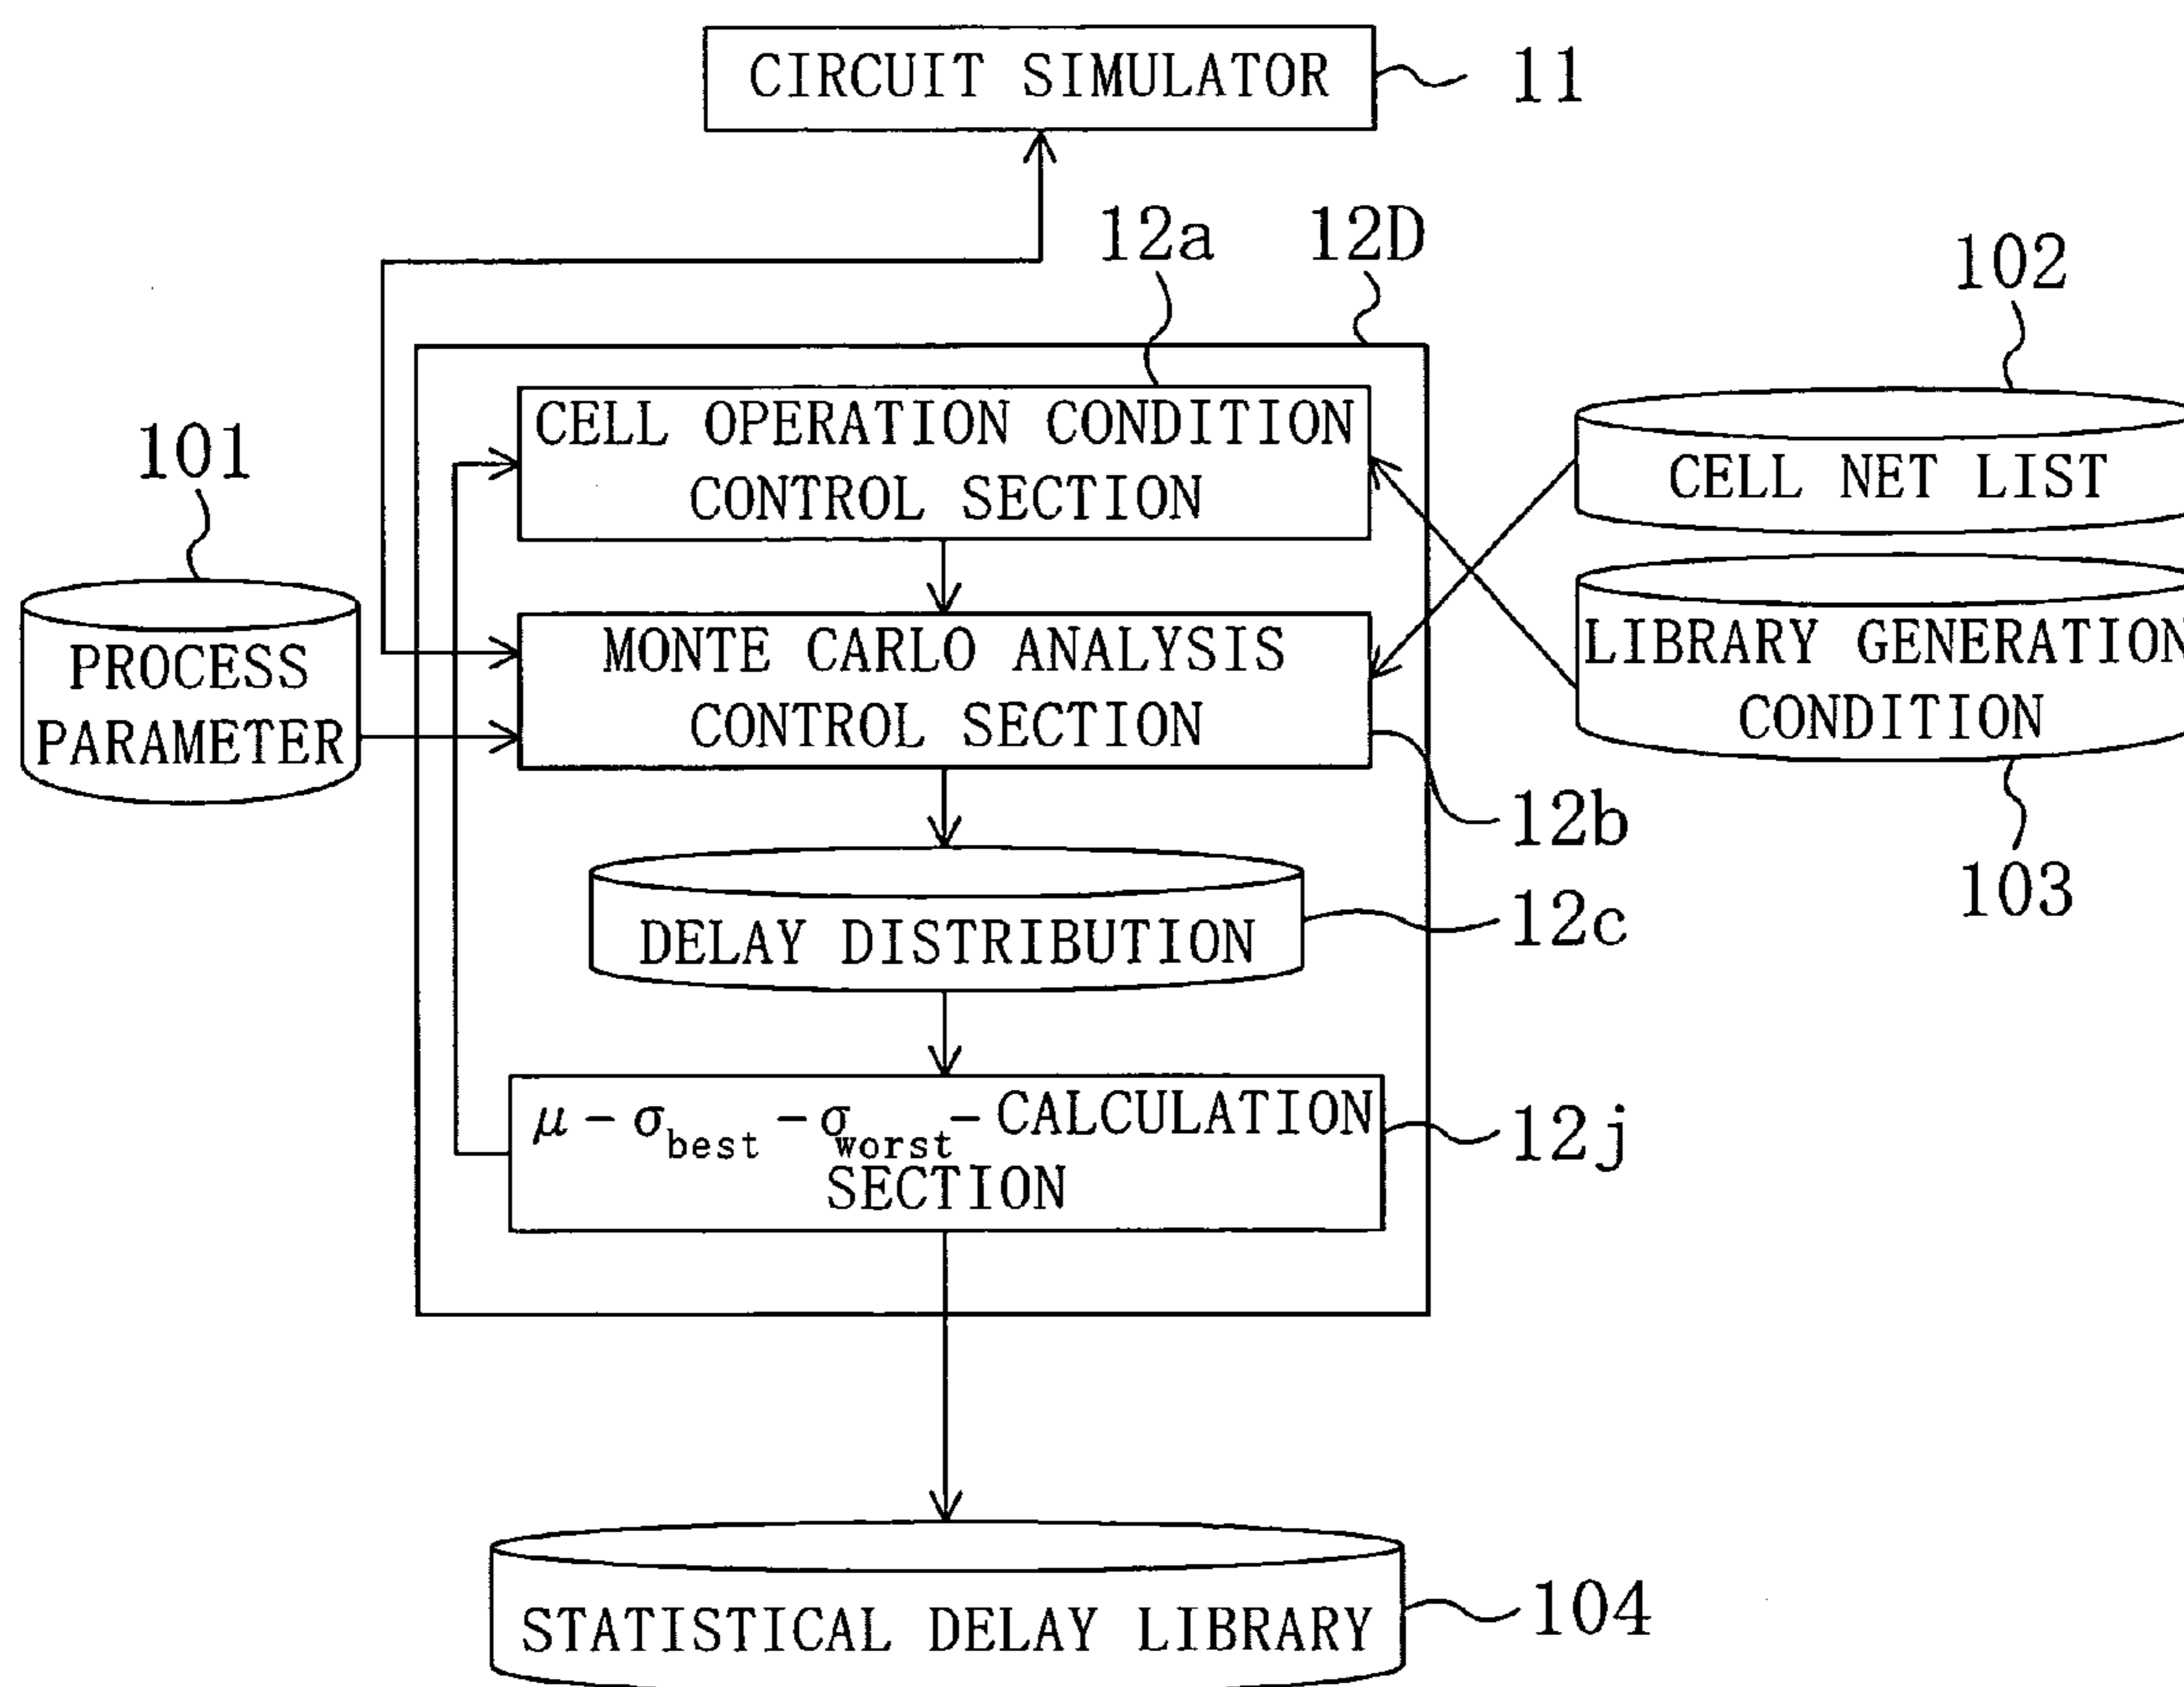 CIRCUIT SIMULATOR
11
12a
12D
102
CELL OPERATION CONDITION
CONTROL SECTION
101
CELL NET LIST
PROCESS
PARAMETER
MONTE CARLO ANALYSIS
CONTROL SECTION
LIBRARY GENERATION
CONDITION
12b
103
DELAY DISTRIBUTION
12c
μ-σbest-σworst-CALCULATION
SECTION
12j
STATISTICAL DELAY LIBRARY
104